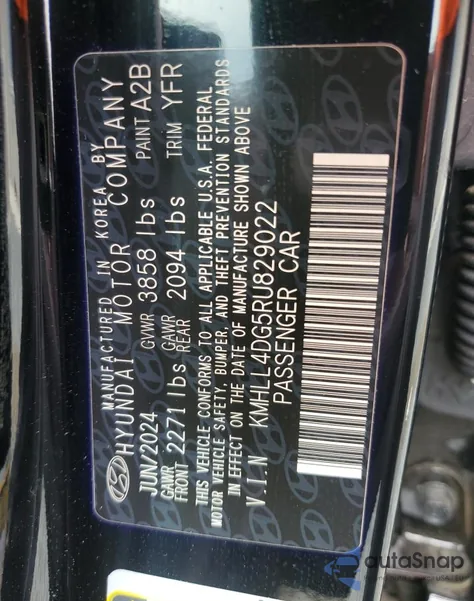 MANUFACTURED IN KOREA BY
HYUNDAI MOTOR COMPANY
JUN/2024 GVWR 3858 lbs PAINT A2B
GAWR FRONT 2271 lbs GAWR REAR 2094 lbs TRIM YFR
THIS VEHICLE CONFORMS TO ALL APPLICABLE U.S.A. FEDERAL
MOTOR VEHICLE SAFETY, BUMPER, AND THEFT PREVENTION STANDARDS
IN EFFECT ON THE DATE OF MANUFACTURE SHOWN ABOVE
V I N KMHLL4DG5RU829022
PASSENGER CAR
autoSnap